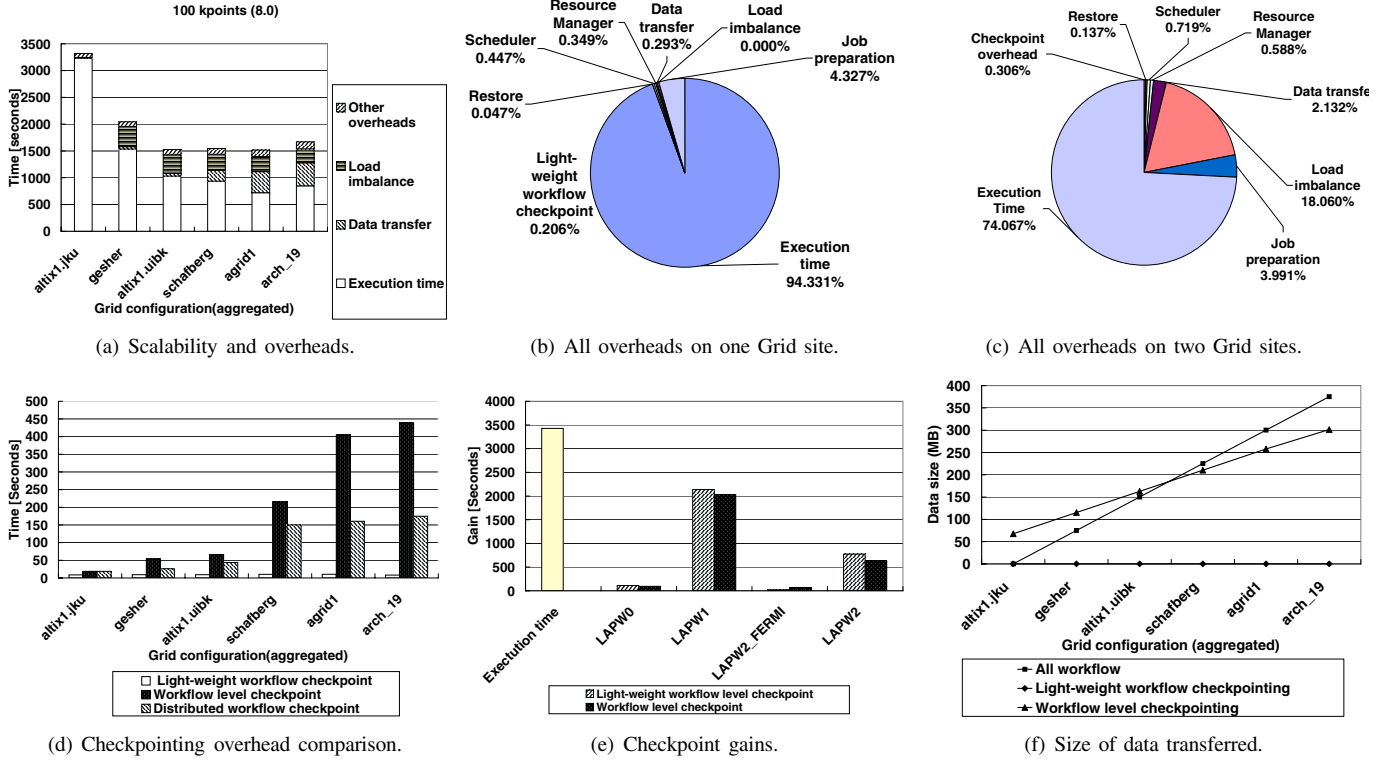 100 kpoints (8.0)
3500
3000
2500
2000
1500
1000
500
0
Time [seconds]
altix1.jku
gesher
altix1.uibk
schafberg
agrid1
arch_19
Grid configuration(aggregated)
Other overheads
Load imbalance
Data transfer
Execution time
(a) Scalability and overheads.
Resource Manager
0.349%
Data transfer
0.293%
Load imbalance
0.000%
Job preparation
4.327%
Scheduler
0.447%
Restore
0.047%
Light-weight workflow checkpoint
0.206%
Execution time
94.331%
(b) All overheads on one Grid site.
Restore
0.137%
Scheduler
0.719%
Resource Manager
0.588%
Checkpoint overhead
0.306%
Data transfe
2.132%
Load imbalance
18.060%
Execution Time
74.067%
Job preparation
3.991%
(c) All overheads on two Grid sites.
500
450
400
350
300
250
200
150
100
50
0
Time [Seconds]
altix1.jku
gesher
altix1.uibk
schafberg
agrid1
arch_19
Grid configuration(aggregated)
Light-weight workflow checkpoint
Workflow level checkpoint
Distributed workflow checkpoint
(d) Checkpointing overhead comparison.
4000
3500
3000
2500
2000
1500
1000
500
0
Gain [Seconds]
Exectution time
LAPW0
LAPW1
LAPW2_FERMI
LAPW2
Light-weight workflow level checkpoint
Workflow level checkpoint
(e) Checkpoint gains.
400
350
300
250
200
150
100
50
0
Data size (MB)
altix1.jku
gesher
altix1.uibk
schafberg
agrid1
arch_19
Grid configuration (aggregated)
All workflow
Light-weight workflow checkpointing
Workflow level checkpointing
(f) Size of data transferred.